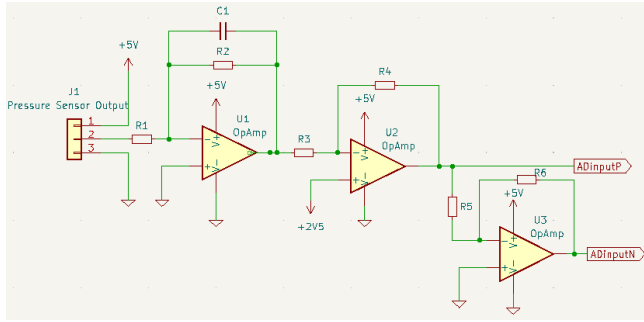 C1
R2
+5V
J1
Pressure Sensor Output
1
2
3
R1
+5V
U1
OpAmp
V+
V-
-
+
R3
R4
+5V
U2
OpAmp
V+
V-
-
+
+2V5
ADinputP
R5
R6
+5V
U3
OpAmp
V+
V-
-
+
ADinputN